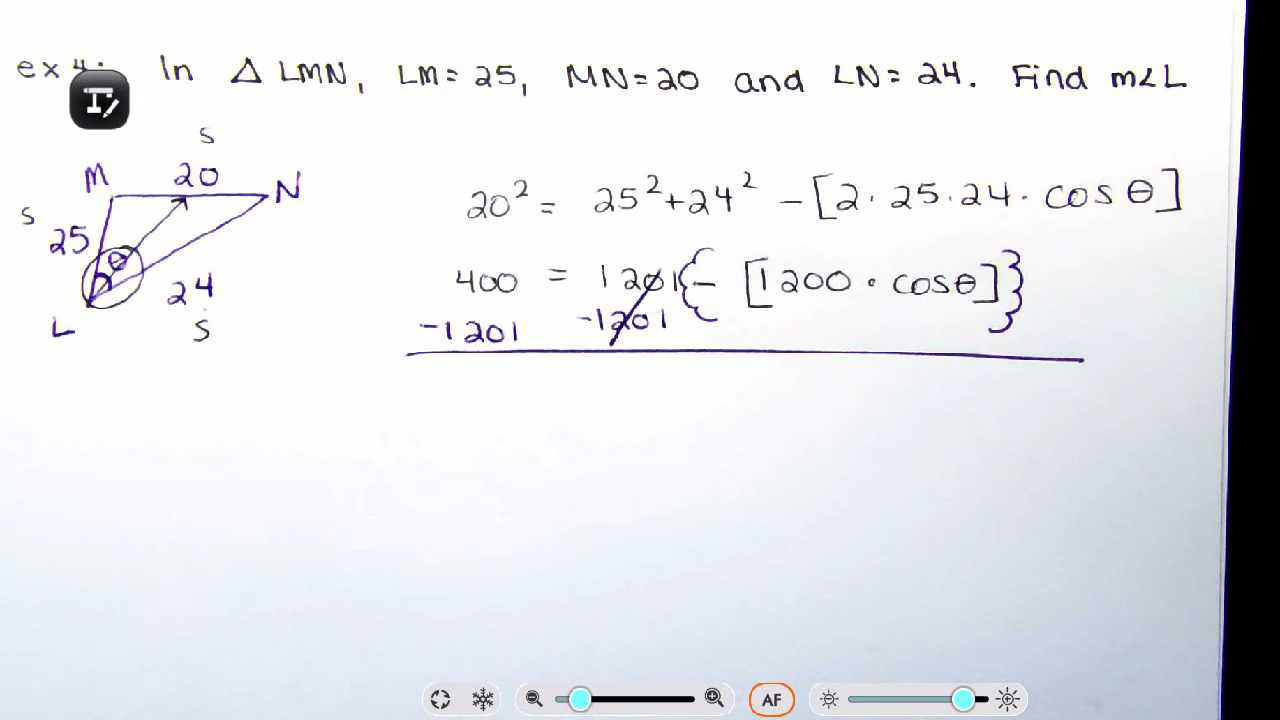 ex 4: In △ LMN, LM = 25, MN = 20 and LN = 24. Find m∠L
S
M 20 N
S 25 θ 24
L S
20² = 25² + 24² - [2 · 25 · 24 · cos θ]
400 = 1201 { - [1200 · cosθ] }
-1201 -1201
AF